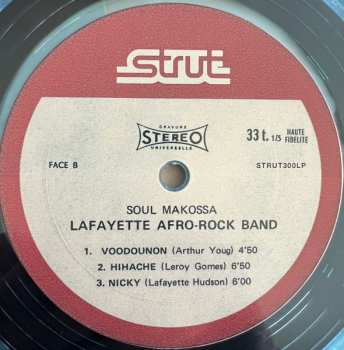 strut
GRAVURE
STEREO
UNIVERSELLE
33 t. 1/3 HAUTE
FIDELITE
FACE B
STRUT300LP
SOUL MAKOSSA
LAFAYETTE AFRO-ROCK BAND
1. VOODOUNON (Arthur Youg) 4'50
2. HIHACHE (Leroy Gomes) 6'50
3. NICKY (Lafayette Hudson) 6'00